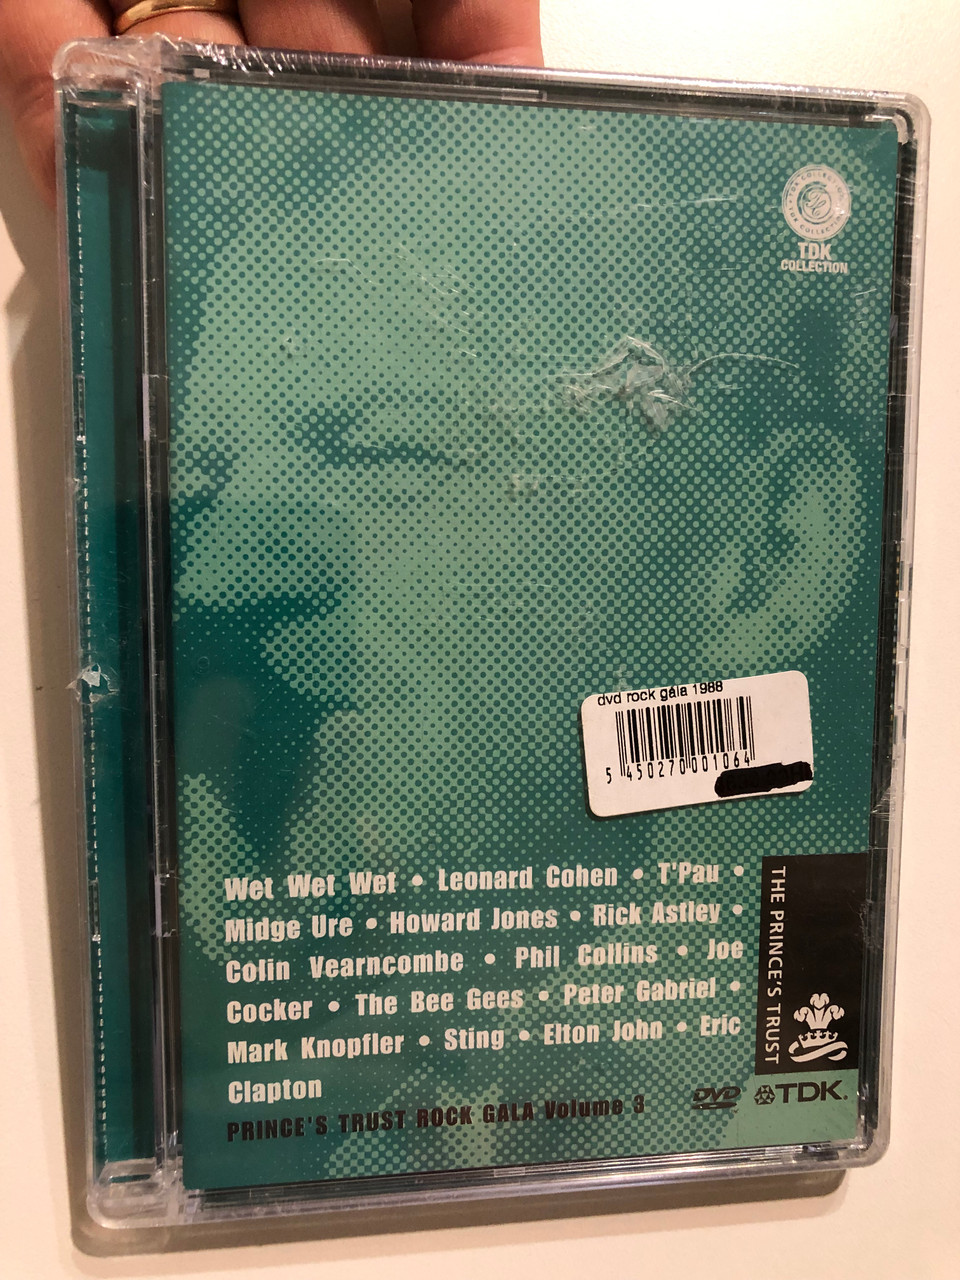 TDK
COLLECTION
dvd rock gála 1988
5 450270 001064
Wet Wet Wet • Leonard Cohen • T'Pau •
Midge Ure • Howard Jones • Rick Astley •
Colin Vearncombe • Phil Collins • Joe
Cocker • The Bee Gees • Peter Gabriel •
Mark Knopfler • Sting • Elton John • Eric
Clapton
PRINCE'S TRUST ROCK GALA Volume 3
THE PRINCE'S TRUST
DVD
TDK.